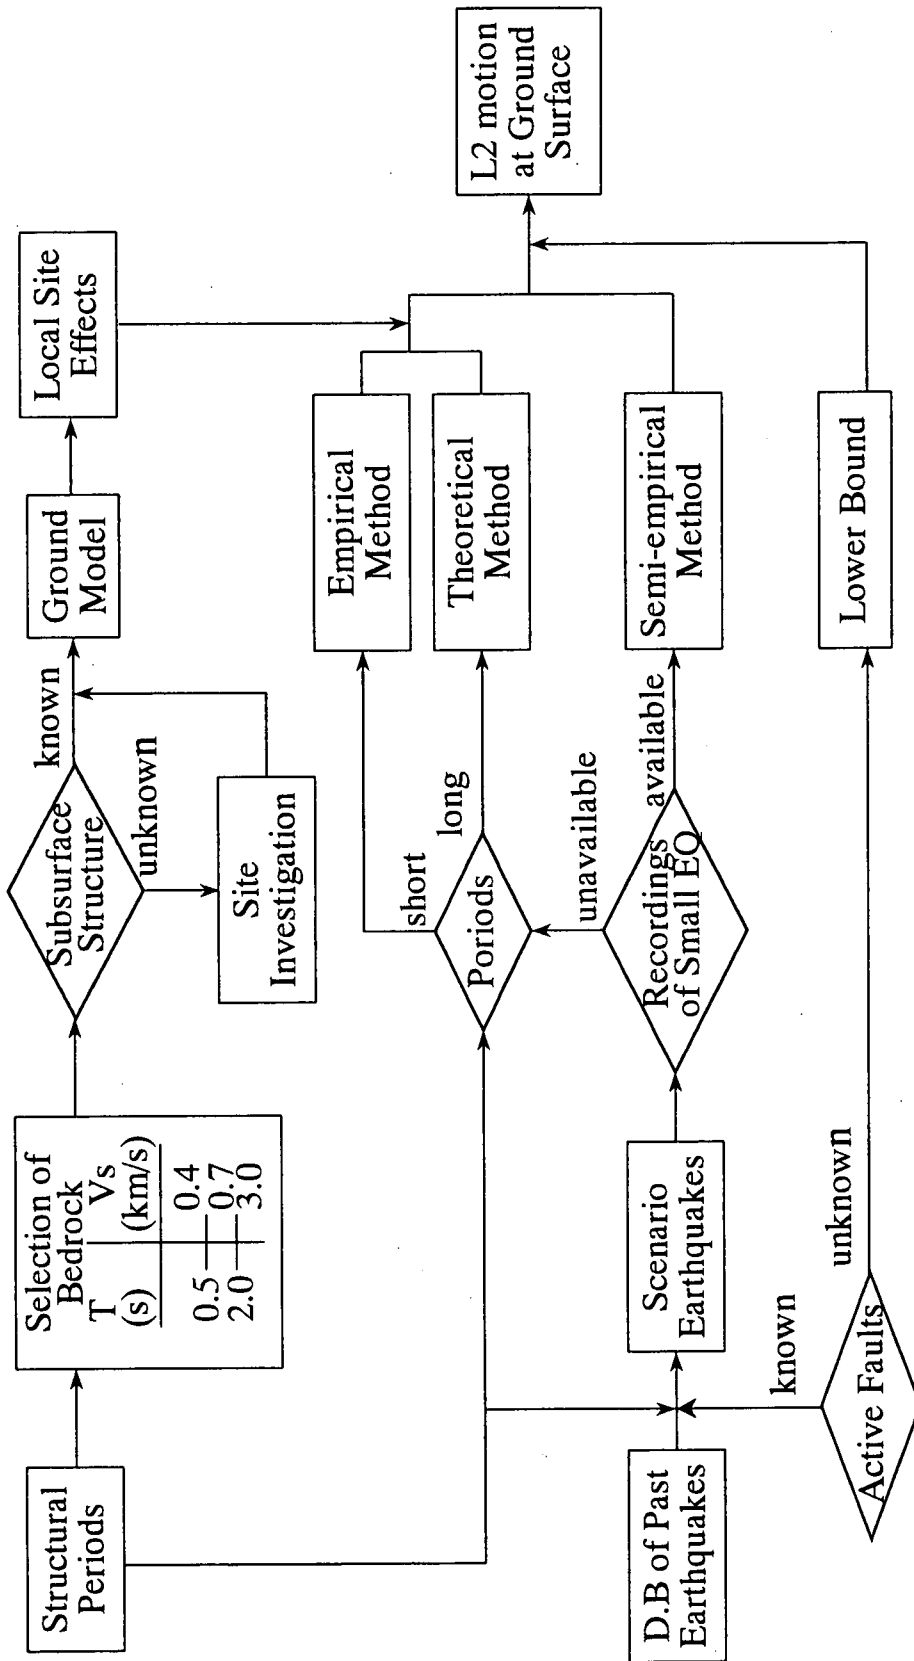 Structural
Periods
Selection of
Bedrock
T Vs
(s) (km/s)
0.4
0.5
0.7
2.0
3.0
Subsurface
Structure
known
unknown
Site
Investigation
Ground
Model
Local Site
Effects
Poriods
short
long
Empirical
Method
Theoretical
Method
D.B of Past
Earthquakes
Scenario
Earthquakes
Recordings
of Small EQ
unavailable
available
Semi-empirical
Method
Active Faults
known
unknown
Lower Bound
L2 motion
at Ground
Surface